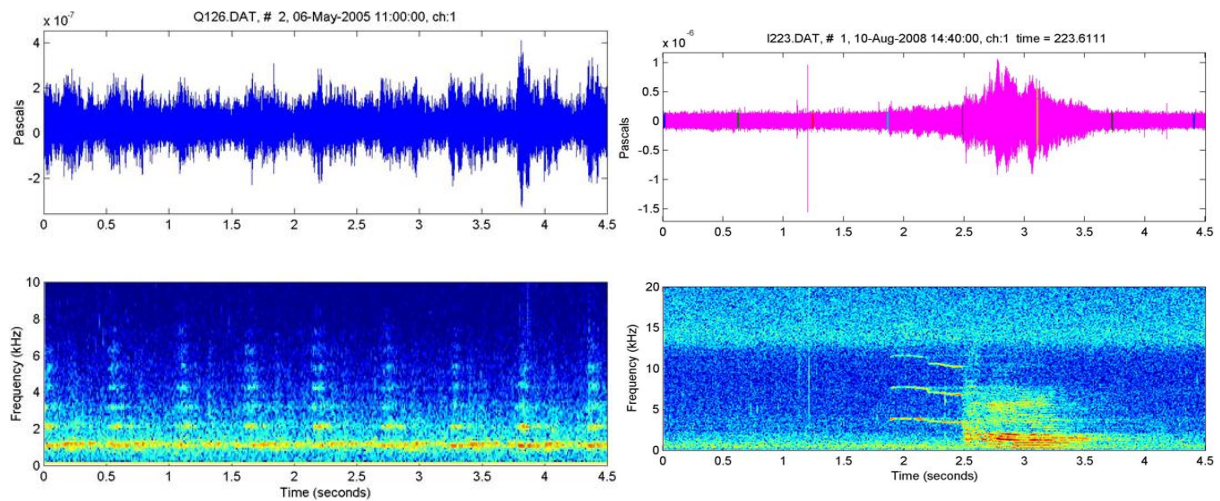 Q126.DAT, # 2, 06-May-2005 11:00:00, ch:1
x 10⁻⁷
4
2
0
-2
Pascals
0 0.5 1 1.5 2 2.5 3 3.5 4 4.5
10
8
6
4
2
0
Frequency (kHz)
0 0.5 1 1.5 2 2.5 3 3.5 4 4.5
Time (seconds)
I223.DAT, # 1, 10-Aug-2008 14:40:00, ch:1 time = 223.6111
x 10⁻⁶
1
0.5
0
-0.5
-1
-1.5
Pascals
0 0.5 1 1.5 2 2.5 3 3.5 4 4.5
20
15
10
5
0
Frequency (kHz)
0 0.5 1 1.5 2 2.5 3 3.5 4 4.5
Time (seconds)